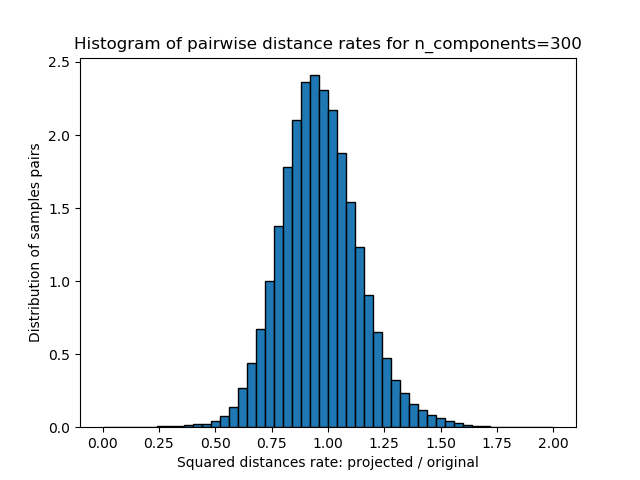 Histogram of pairwise distance rates for n_components=300
Distribution of samples pairs
2.5
2.0
1.5
1.0
0.5
0.0
0.00 0.25 0.50 0.75 1.00 1.25 1.50 1.75 2.00
Squared distances rate: projected / original